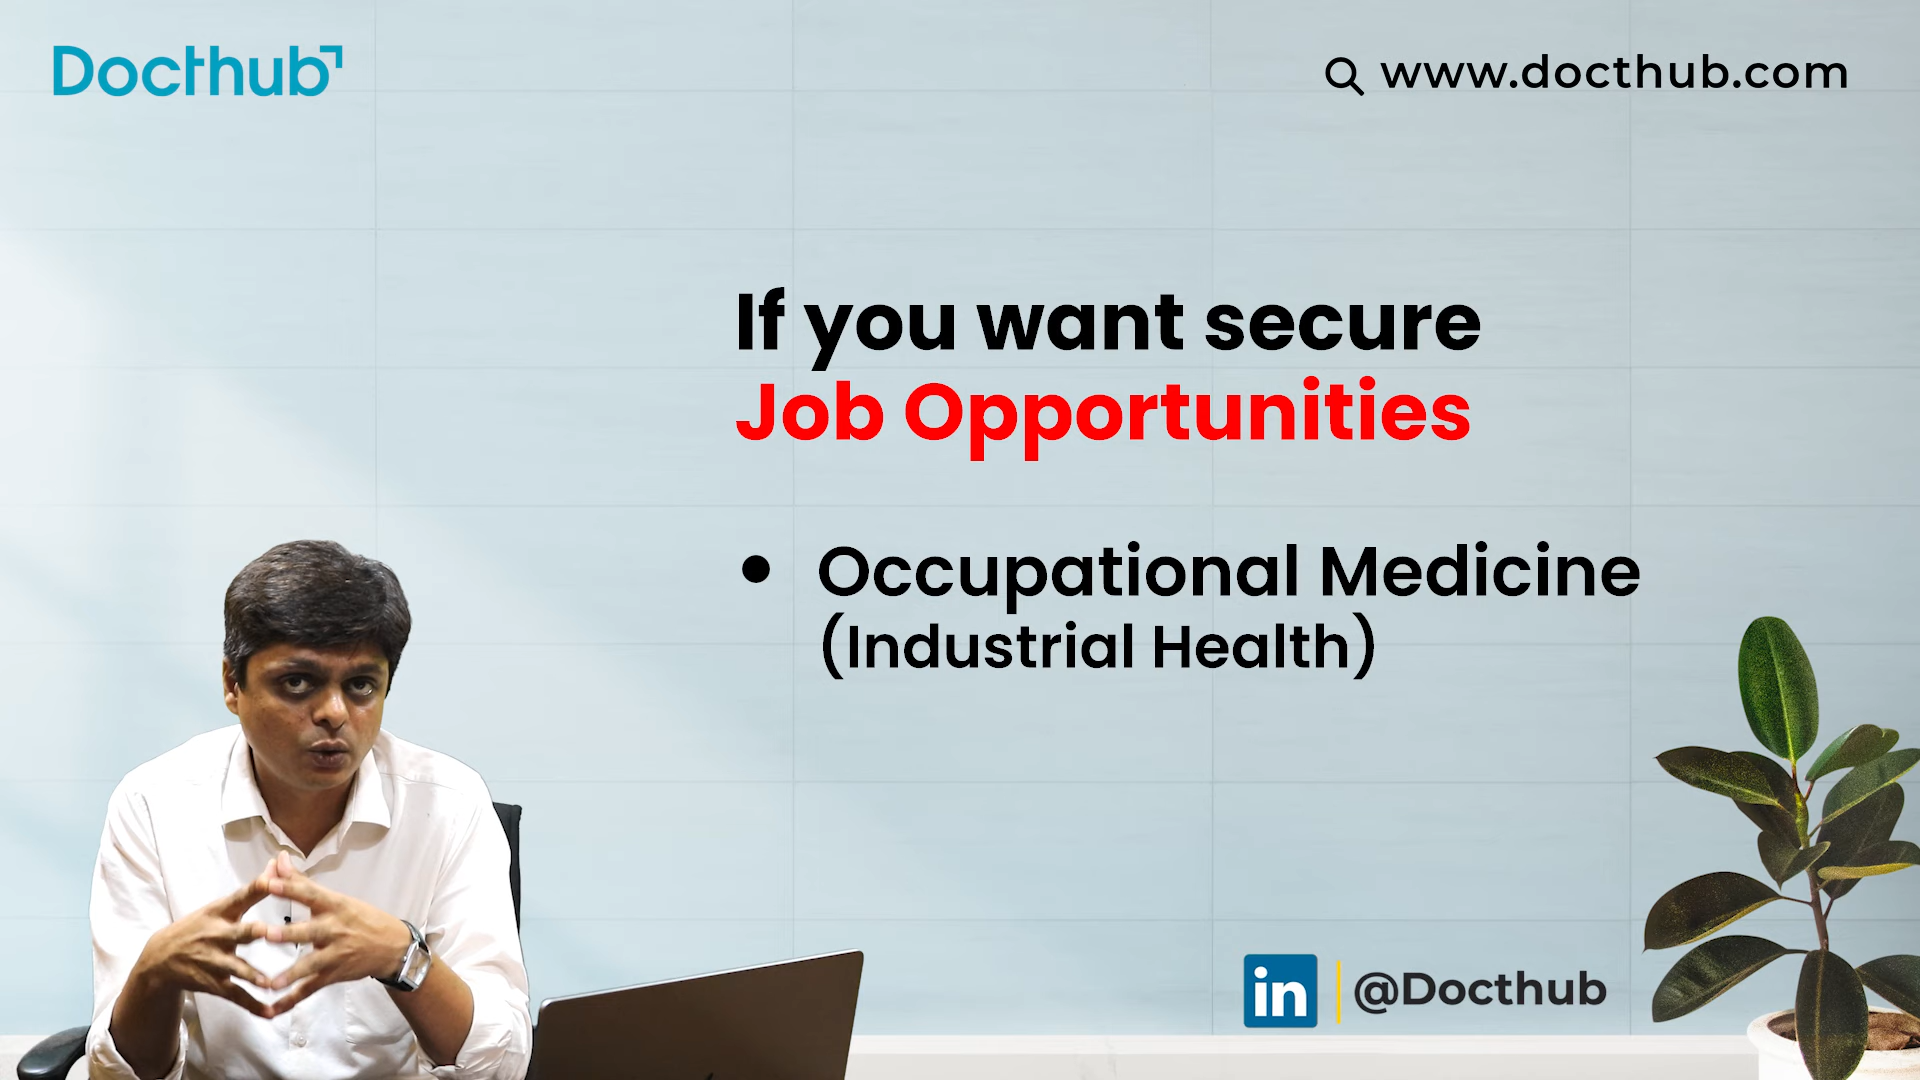 Docthub
www.docthub.com
If you want secure
Job Opportunities
• Occupational Medicine
(Industrial Health)
in @Docthub